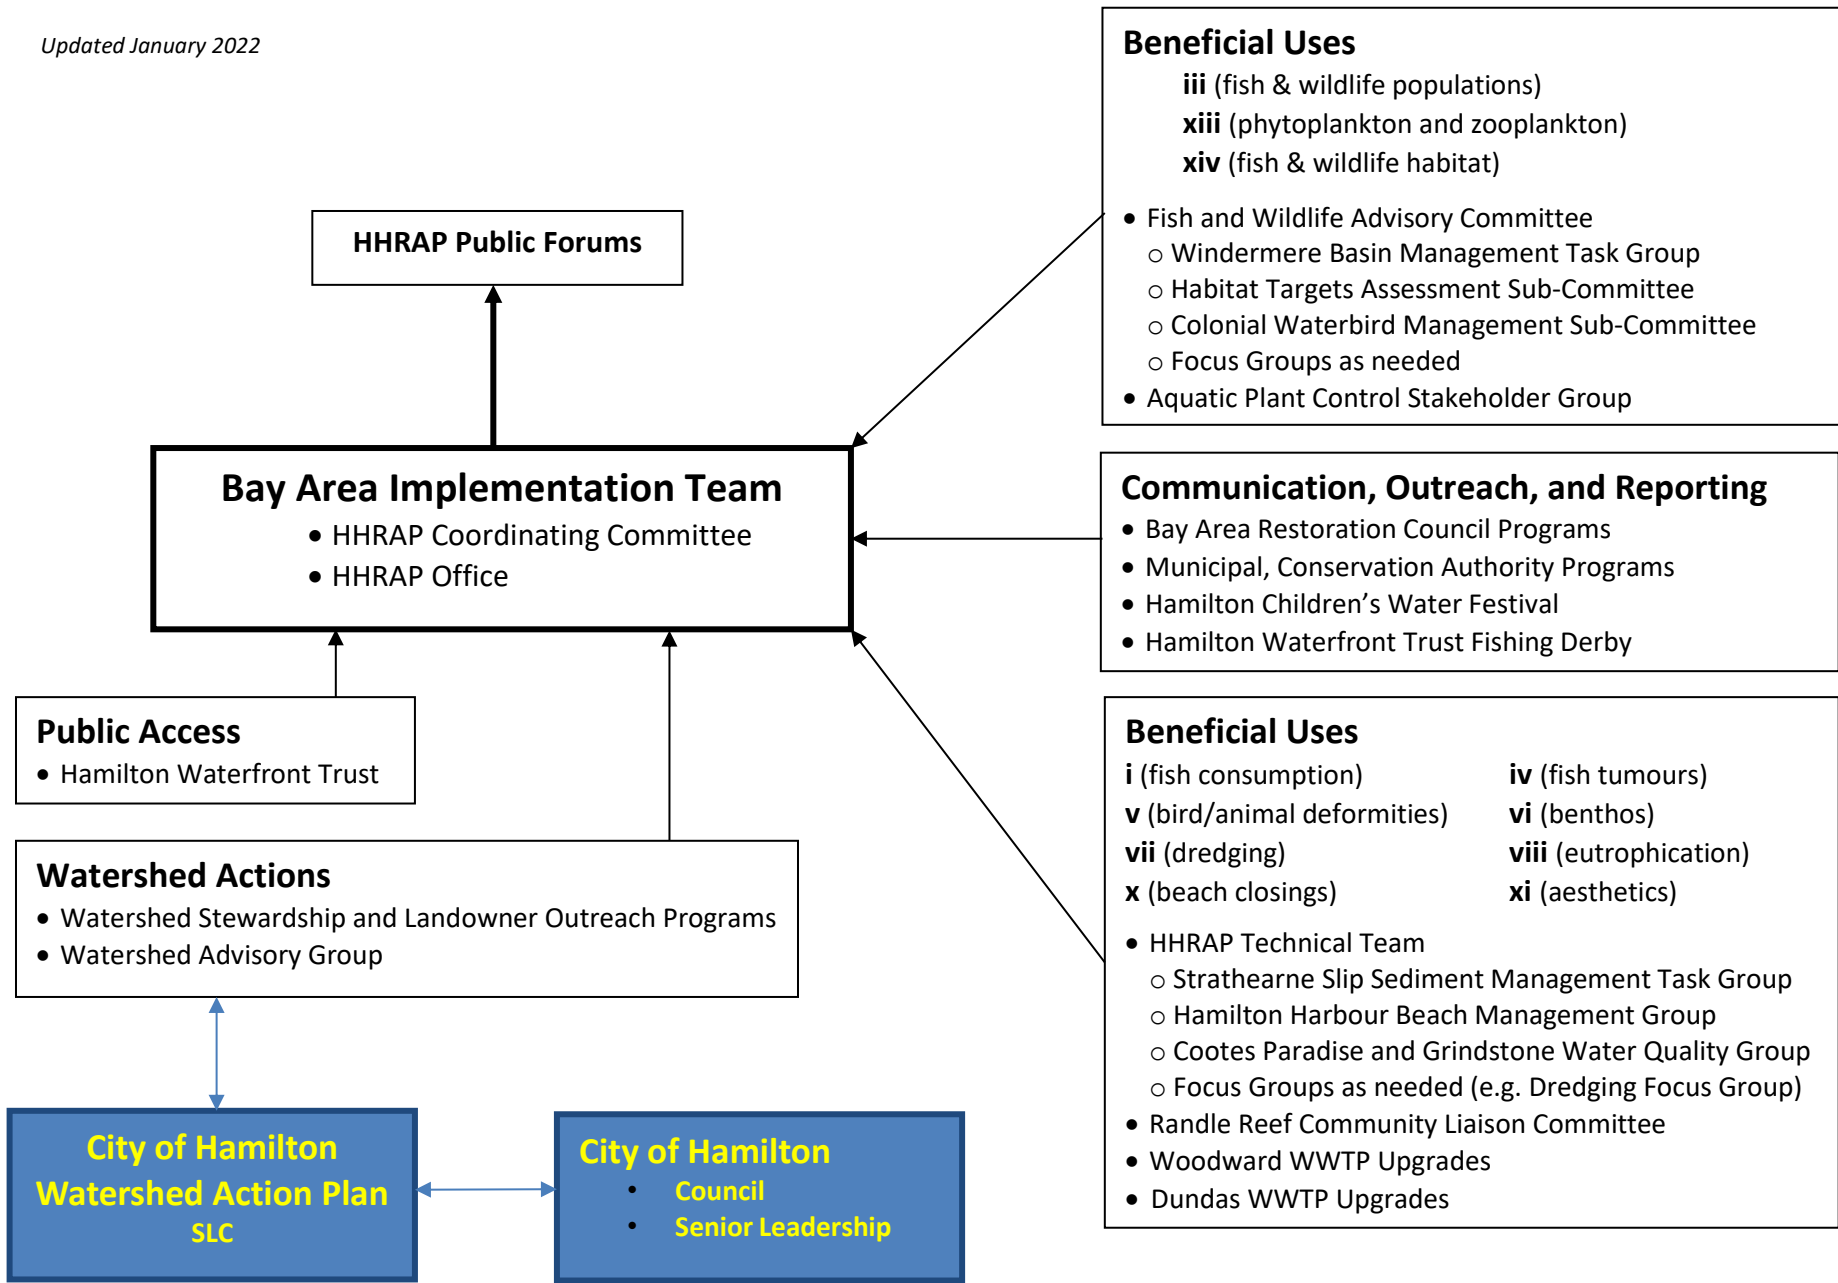 Updated January 2022
HHRAP Public Forums
Bay Area Implementation Team
• HHRAP Coordinating Committee
• HHRAP Office
Public Access
• Hamilton Waterfront Trust
Watershed Actions
• Watershed Stewardship and Landowner Outreach Programs
• Watershed Advisory Group
City of Hamilton
Watershed Action Plan
SLC
City of Hamilton
• Council
• Senior Leadership
Beneficial Uses
iii (fish & wildlife populations)
xiii (phytoplankton and zooplankton)
xiv (fish & wildlife habitat)
• Fish and Wildlife Advisory Committee
o Windermere Basin Management Task Group
o Habitat Targets Assessment Sub-Committee
o Colonial Waterbird Management Sub-Committee
o Focus Groups as needed
• Aquatic Plant Control Stakeholder Group
Communication, Outreach, and Reporting
• Bay Area Restoration Council Programs
• Municipal, Conservation Authority Programs
• Hamilton Children’s Water Festival
• Hamilton Waterfront Trust Fishing Derby
Beneficial Uses
i (fish consumption) iv (fish tumours)
v (bird/animal deformities) vi (benthos)
vii (dredging) viii (eutrophication)
x (beach closings) xi (aesthetics)
• HHRAP Technical Team
o Strathearne Slip Sediment Management Task Group
o Hamilton Harbour Beach Management Group
o Cootes Paradise and Grindstone Water Quality Group
o Focus Groups as needed (e.g. Dredging Focus Group)
• Randle Reef Community Liaison Committee
• Woodward WWTP Upgrades
• Dundas WWTP Upgrades